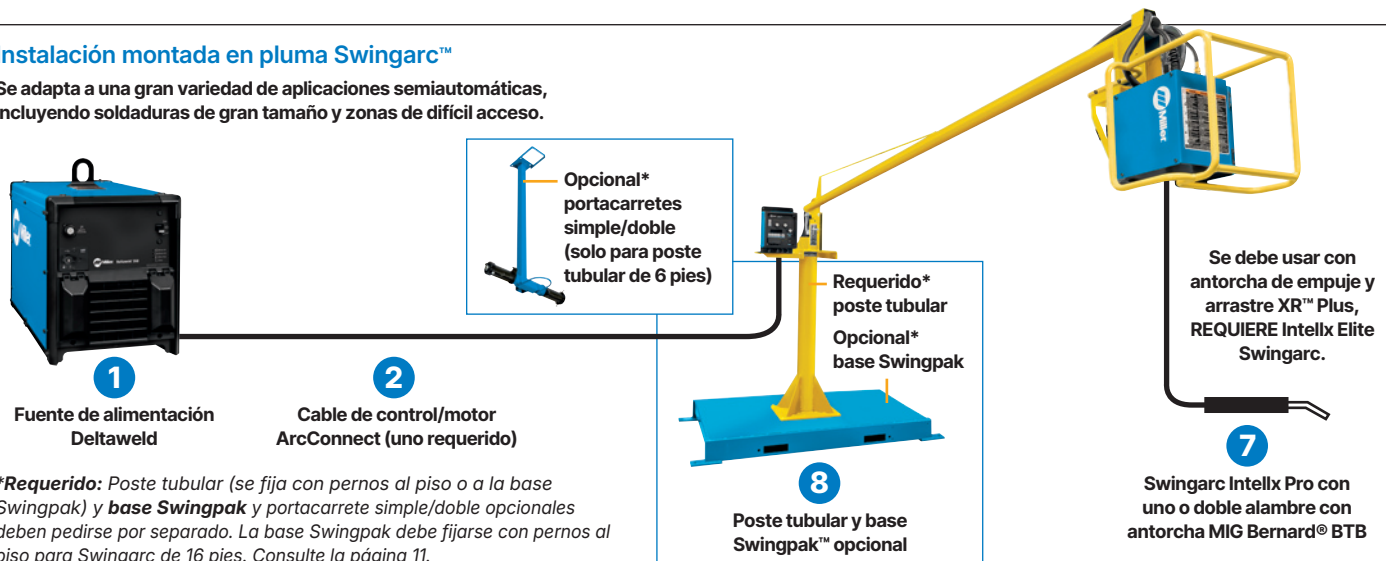 Instalación montada en pluma Swingarc™
Se adapta a una gran variedad de aplicaciones semiautomáticas,
incluyendo soldaduras de gran tamaño y zonas de difícil acceso.
Miller
Opcional*
portacarretes
simple/doble
(solo para poste
tubular de 6 pies)
Requerido*
poste tubular
Opcional*
base Swingpak
Miller
Se debe usar con
antorcha de empuje y
arrastre XR™ Plus,
REQUIERE Intellx Elite
Swingarc.
1
Fuente de alimentación
Deltaweld
2
Cable de control/motor
ArcConnect (uno requerido)
8
Poste tubular y base
Swingpak™ opcional
7
Swingarc Intellx Pro con
uno o doble alambre con
antorcha MIG Bernard® BTB
*Requerido: Poste tubular (se fija con pernos al piso o a la base
Swingpak) y base Swingpak y portacarrete simple/doble opcionales
deben pedirse por separado. La base Swingpak debe fijarse con pernos al
piso para Swingarc de 16 pies. Consulte la página 11.